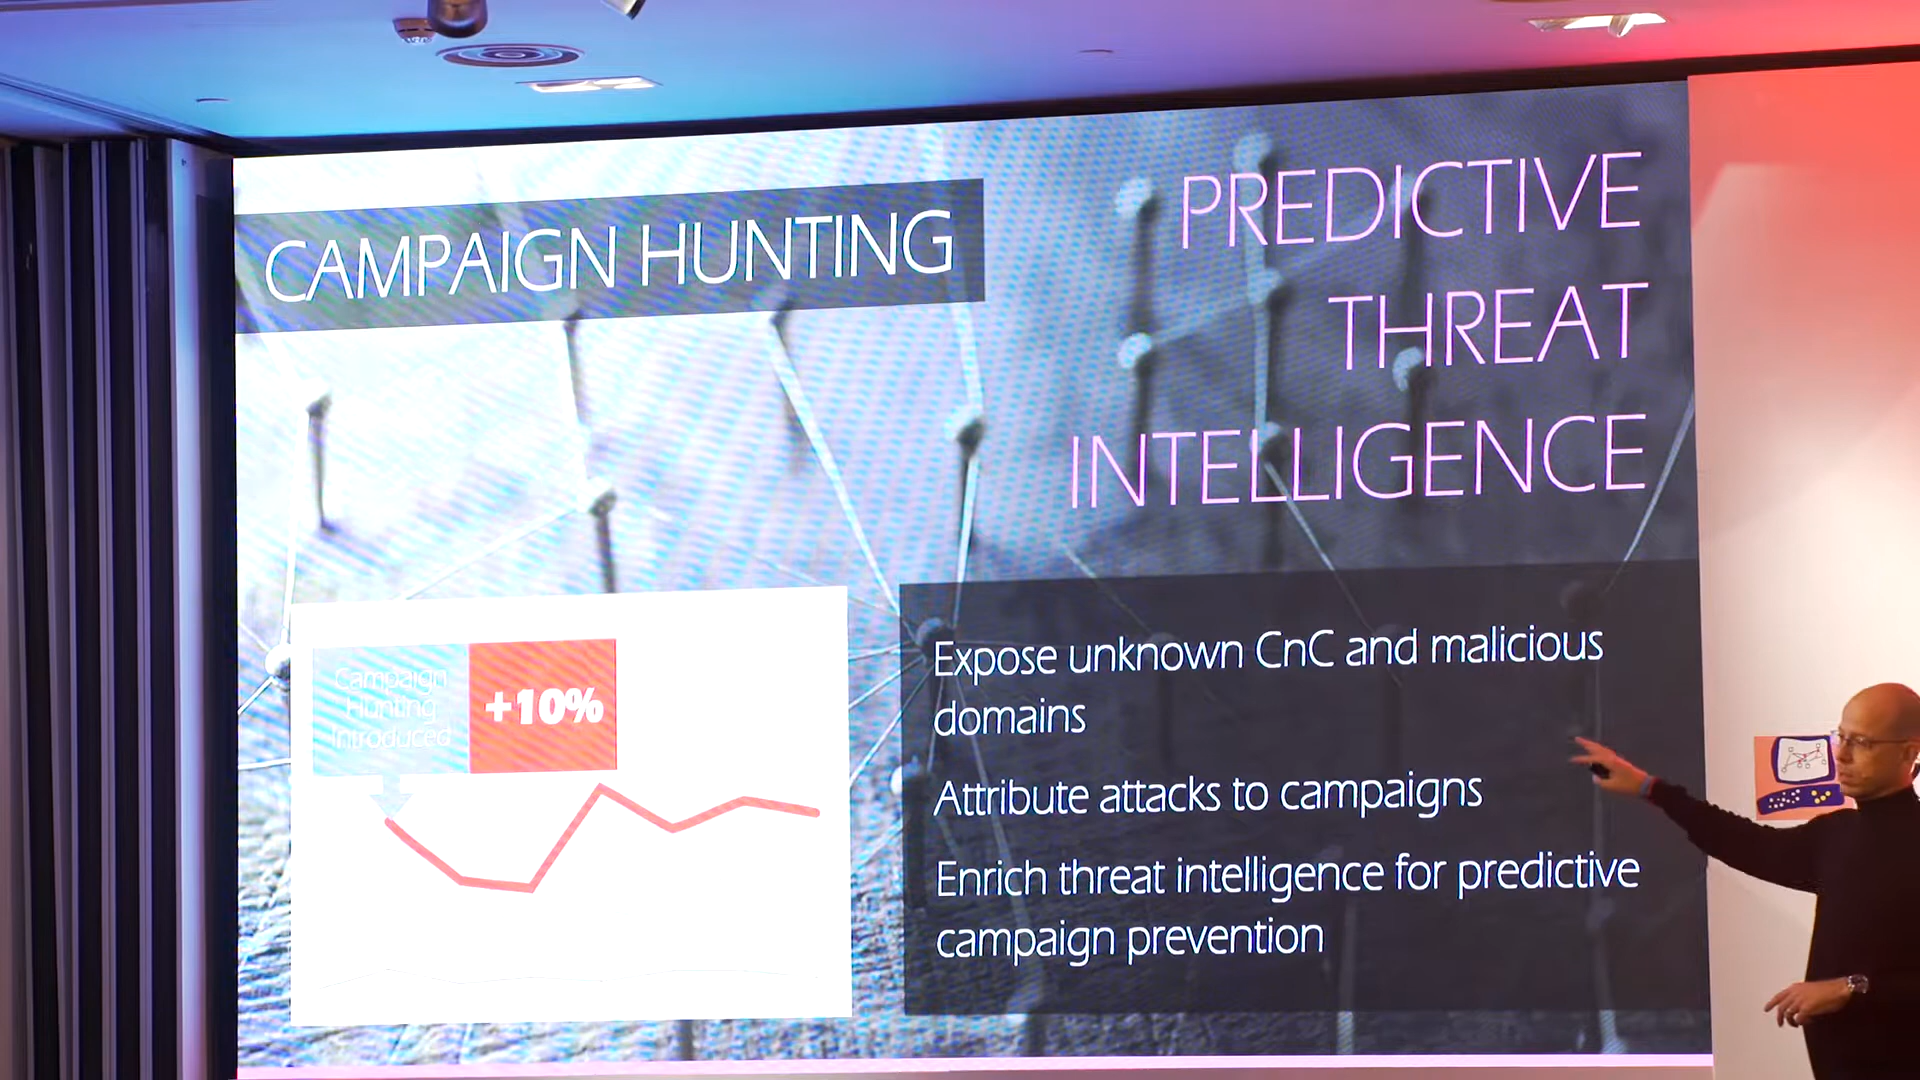 CAMPAIGN HUNTING
PREDICTIVE
THREAT
INTELLIGENCE
Campaign
Hunting
Introduced
+10%
Expose unknown CnC and malicious
domains
Attribute attacks to campaigns
Enrich threat intelligence for predictive
campaign prevention